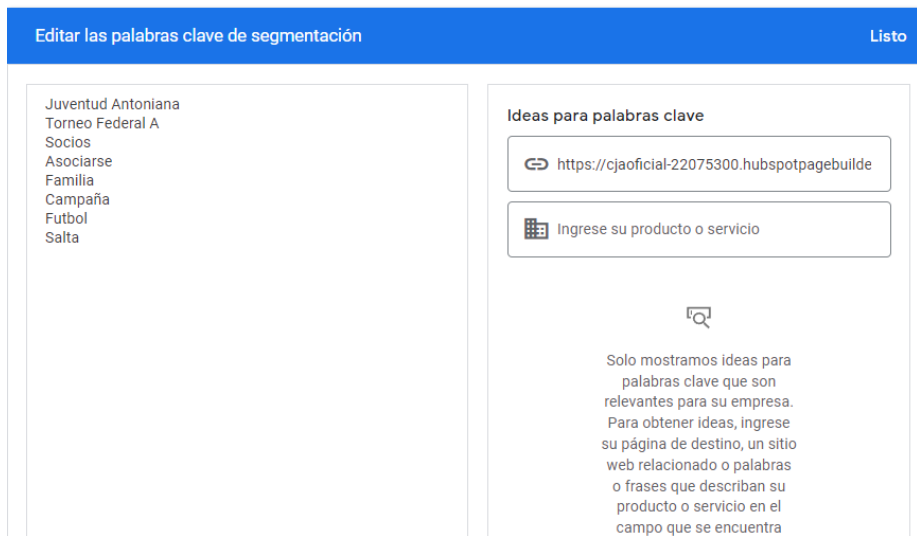 Editar las palabras clave de segmentación
Listo
Juventud Antoniana
Torneo Federal A
Socios
Asociarse
Familia
Campaña
Futbol
Salta
Ideas para palabras clave
https://cjaoficial-22075300.hubspotpagebuilde
Ingrese su producto o servicio
Solo mostramos ideas para
palabras clave que son
relevantes para su empresa.
Para obtener ideas, ingrese
su página de destino, un sitio
web relacionado o palabras
o frases que describan su
producto o servicio en el
campo que se encuentra